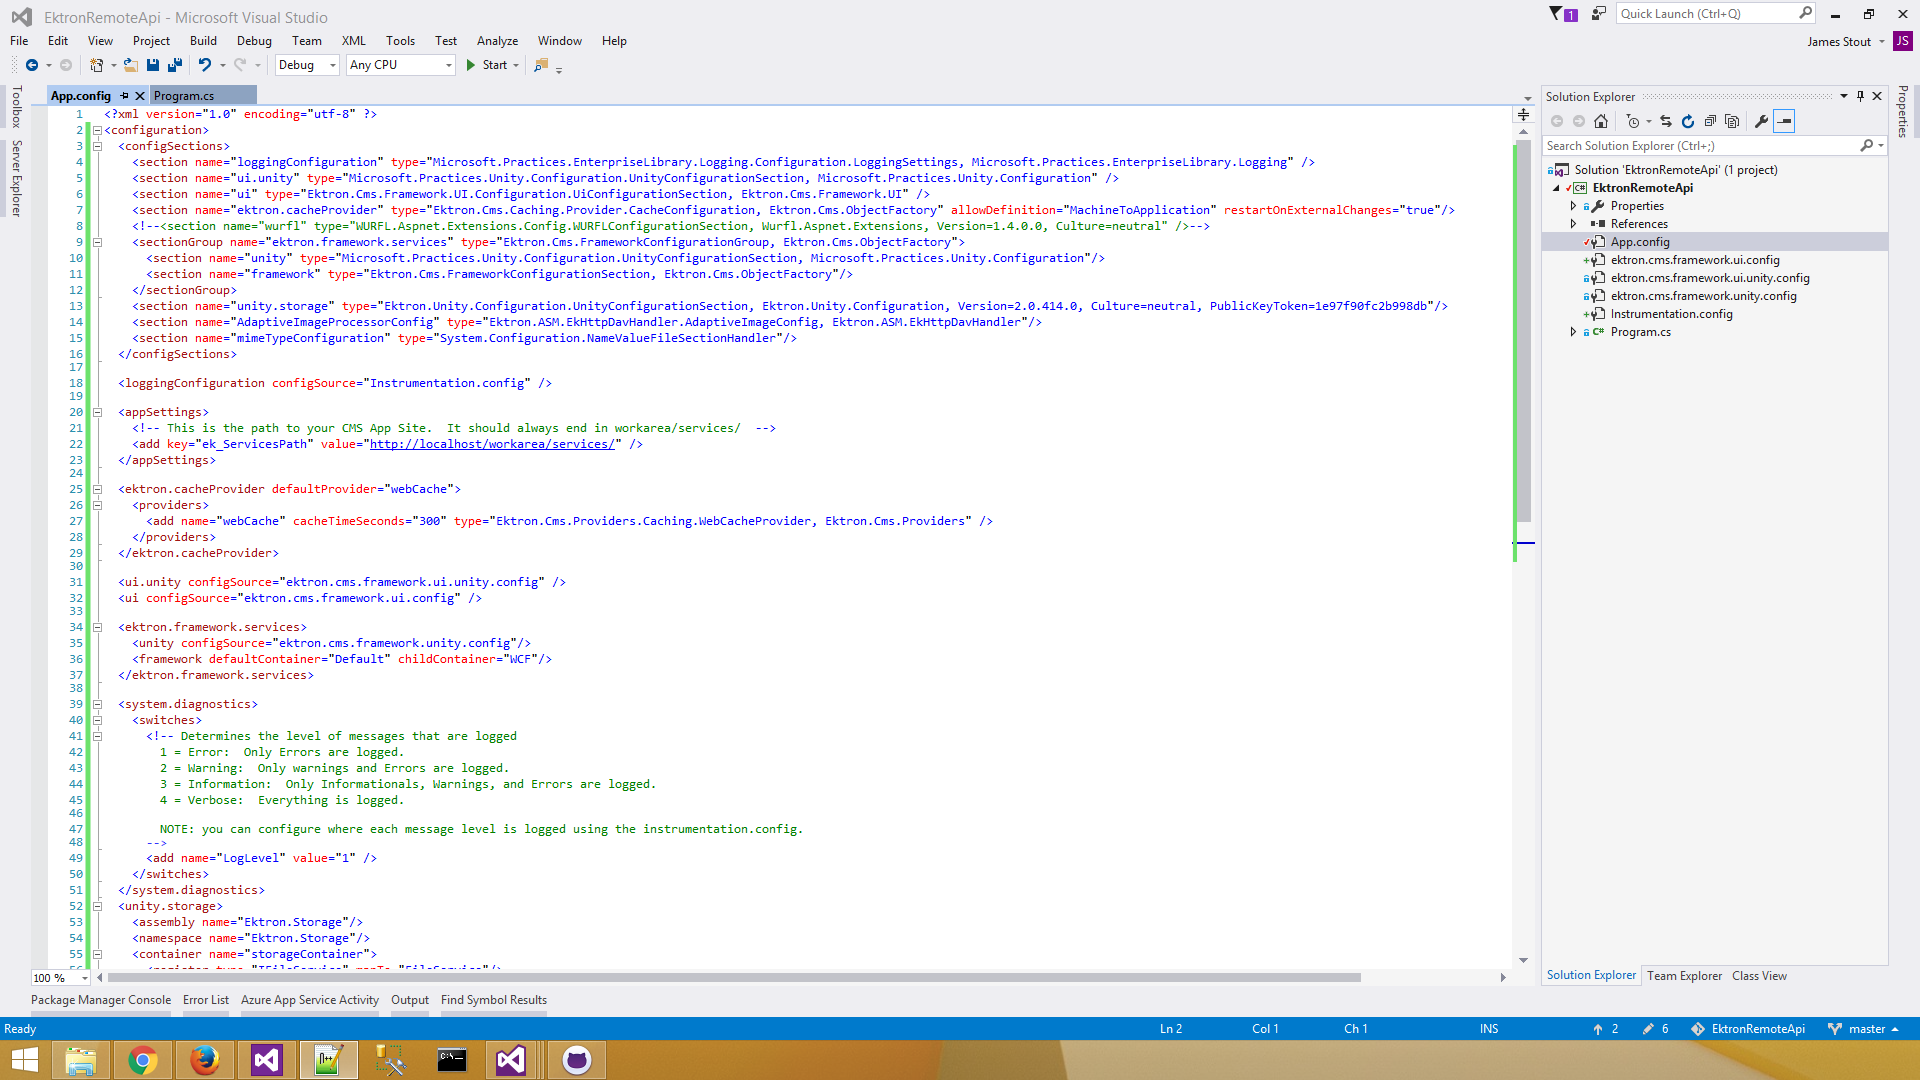 EktronRemoteApi - Microsoft Visual Studio
1
Quick Launch (Ctrl+Q)
File Edit View Project Build Debug Team XML Tools Test Analyze Window Help
James Stout JS
Debug Any CPU Start
Toolbox
Server Explorer
App.config Program.cs
1 <?xml version="1.0" encoding="utf-8" ?>
2 <configuration>
3 <configSections>
4 <section name="loggingConfiguration" type="Microsoft.Practices.EnterpriseLibrary.Logging.Configuration.LoggingSettings, Microsoft.Practices.EnterpriseLibrary.Logging" />
5 <section name="ui.unity" type="Microsoft.Practices.Unity.Configuration.UnityConfigurationSection, Microsoft.Practices.Unity.Configuration" />
6 <section name="ui" type="Ektron.Cms.Framework.UI.Configuration.UiConfigurationSection, Ektron.Cms.Framework.UI" />
7 <section name="ektron.cacheProvider" type="Ektron.Cms.Caching.Provider.CacheConfiguration, Ektron.Cms.ObjectFactory" allowDefinition="MachineToApplication" restartOnExternalChanges="true"/>
8 <!--<section name="wurfl" type="WURFL.Aspnet.Extensions.Config.WURFLConfigurationSection, Wurfl.Aspnet.Extensions, Version=1.4.0.0, Culture=neutral" />-->
9 <sectionGroup name="ektron.framework.services" type="Ektron.Cms.FrameworkConfigurationGroup, Ektron.Cms.ObjectFactory">
10 <section name="unity" type="Microsoft.Practices.Unity.Configuration.UnityConfigurationSection, Microsoft.Practices.Unity.Configuration"/>
11 <section name="framework" type="Ektron.Cms.FrameworkConfigurationSection, Ektron.Cms.ObjectFactory"/>
12 </sectionGroup>
13 <section name="unity.storage" type="Ektron.Unity.Configuration.UnityConfigurationSection, Ektron.Unity.Configuration, Version=2.0.414.0, Culture=neutral, PublicKeyToken=1e97f90fc2b998db"/>
14 <section name="AdaptiveImageProcessorConfig" type="Ektron.ASM.EkHttpDavHandler.AdaptiveImageConfig, Ektron.ASM.EkHttpDavHandler"/>
15 <section name="mimeTypeConfiguration" type="System.Configuration.NameValueFileSectionHandler"/>
16 </configSections>
17
18 <loggingConfiguration configSource="Instrumentation.config" />
19
20 <appSettings>
21 <!-- This is the path to your CMS App Site.  It should always end in workarea/services/  -->
22 <add key="ek_ServicesPath" value="http://localhost/workarea/services/" />
23 </appSettings>
24
25 <ektron.cacheProvider defaultProvider="webCache">
26 <providers>
27 <add name="webCache" cacheTimeSeconds="300" type="Ektron.Cms.Providers.Caching.WebCacheProvider, Ektron.Cms.Providers" />
28 </providers>
29 </ektron.cacheProvider>
30
31 <ui.unity configSource="ektron.cms.framework.ui.unity.config" />
32 <ui configSource="ektron.cms.framework.ui.config" />
33
34 <ektron.framework.services>
35 <unity configSource="ektron.cms.framework.unity.config"/>
36 <framework defaultContainer="Default" childContainer="WCF"/>
37 </ektron.framework.services>
38
39 <system.diagnostics>
40 <switches>
41 <!-- Determines the level of messages that are logged
42 1 = Error:  Only Errors are logged.
43 2 = Warning:  Only warnings and Errors are logged.
44 3 = Information:  Only Informationals, Warnings, and Errors are logged.
45 4 = Verbose:  Everything is logged.
46
47 NOTE: you can configure where each message level is logged using the instrumentation.config.
48 -->
49 <add name="LogLevel" value="1" />
50 </switches>
51 </system.diagnostics>
52 <unity.storage>
53 <assembly name="Ektron.Storage"/>
54 <namespace name="Ektron.Storage"/>
55 <container name="storageContainer">
56 <register type="IFileService" mapTo="FileService"/>
100 %
Solution Explorer
Search Solution Explorer (Ctrl+;)
Solution 'EktronRemoteApi' (1 project)
C# EktronRemoteApi
Properties
References
App.config
ektron.cms.framework.ui.config
ektron.cms.framework.ui.unity.config
ektron.cms.framework.unity.config
Instrumentation.config
C# Program.cs
Solution Explorer Team Explorer Class View
Properties
Package Manager Console Error List Azure App Service Activity Output Find Symbol Results
Ready Ln 2 Col 1 Ch 1 INS 2 6 EktronRemoteApi master